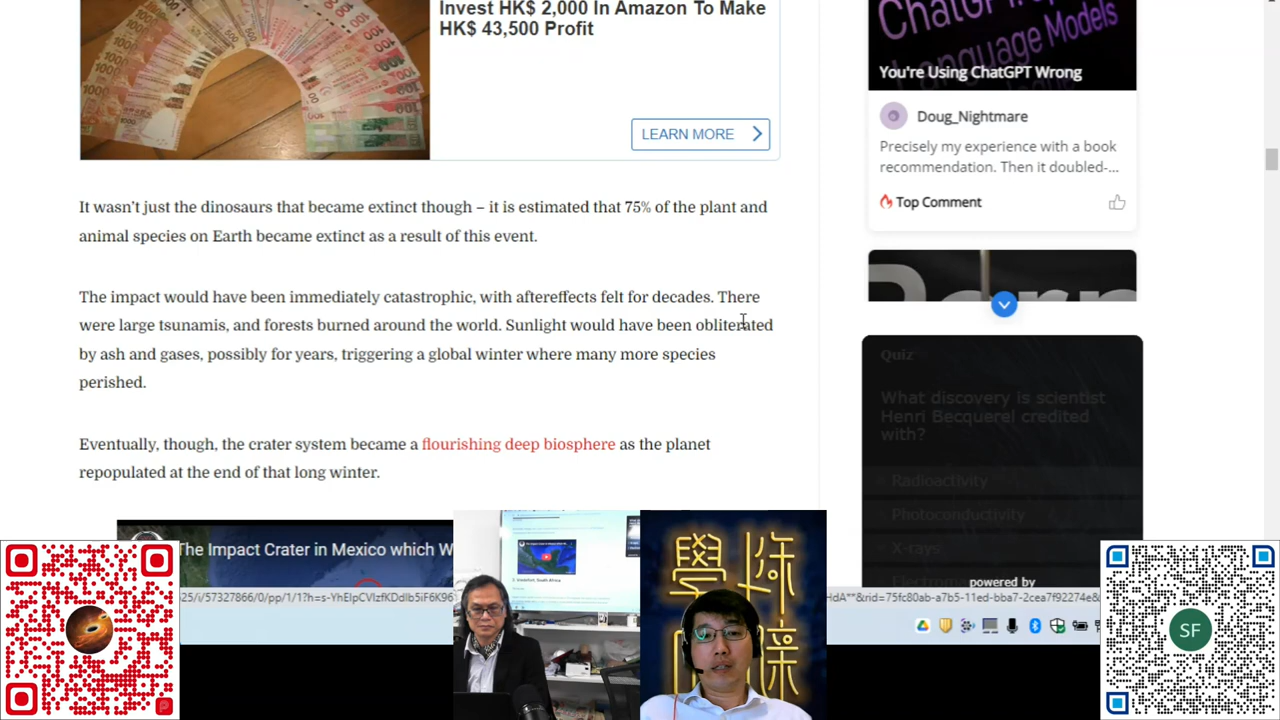 Invest HK$ 2,000 In Amazon To Make
HK$ 43,500 Profit
LEARN MORE
It wasn't just the dinosaurs that became extinct though – it is estimated that 75% of the plant and
animal species on Earth became extinct as a result of this event.
The impact would have been immediately catastrophic, with aftereffects felt for decades. There
were large tsunamis, and forests burned around the world. Sunlight would have been obliterated
by ash and gases, possibly for years, triggering a global winter where many more species
perished.
Eventually, though, the crater system became a flourishing deep biosphere as the planet
repopulated at the end of that long winter.
The Impact Crater in Mexico which W
ChatGPT
Language Models
You're Using ChatGPT Wrong
Doug_Nightmare
Precisely my experience with a book
recommendation. Then it doubled-...
Top Comment
Quiz
What discovery is scientist
Henri Becquerel credited
with?
Radioactivity
Photoconductivity
X-rays
powered by
SF
學